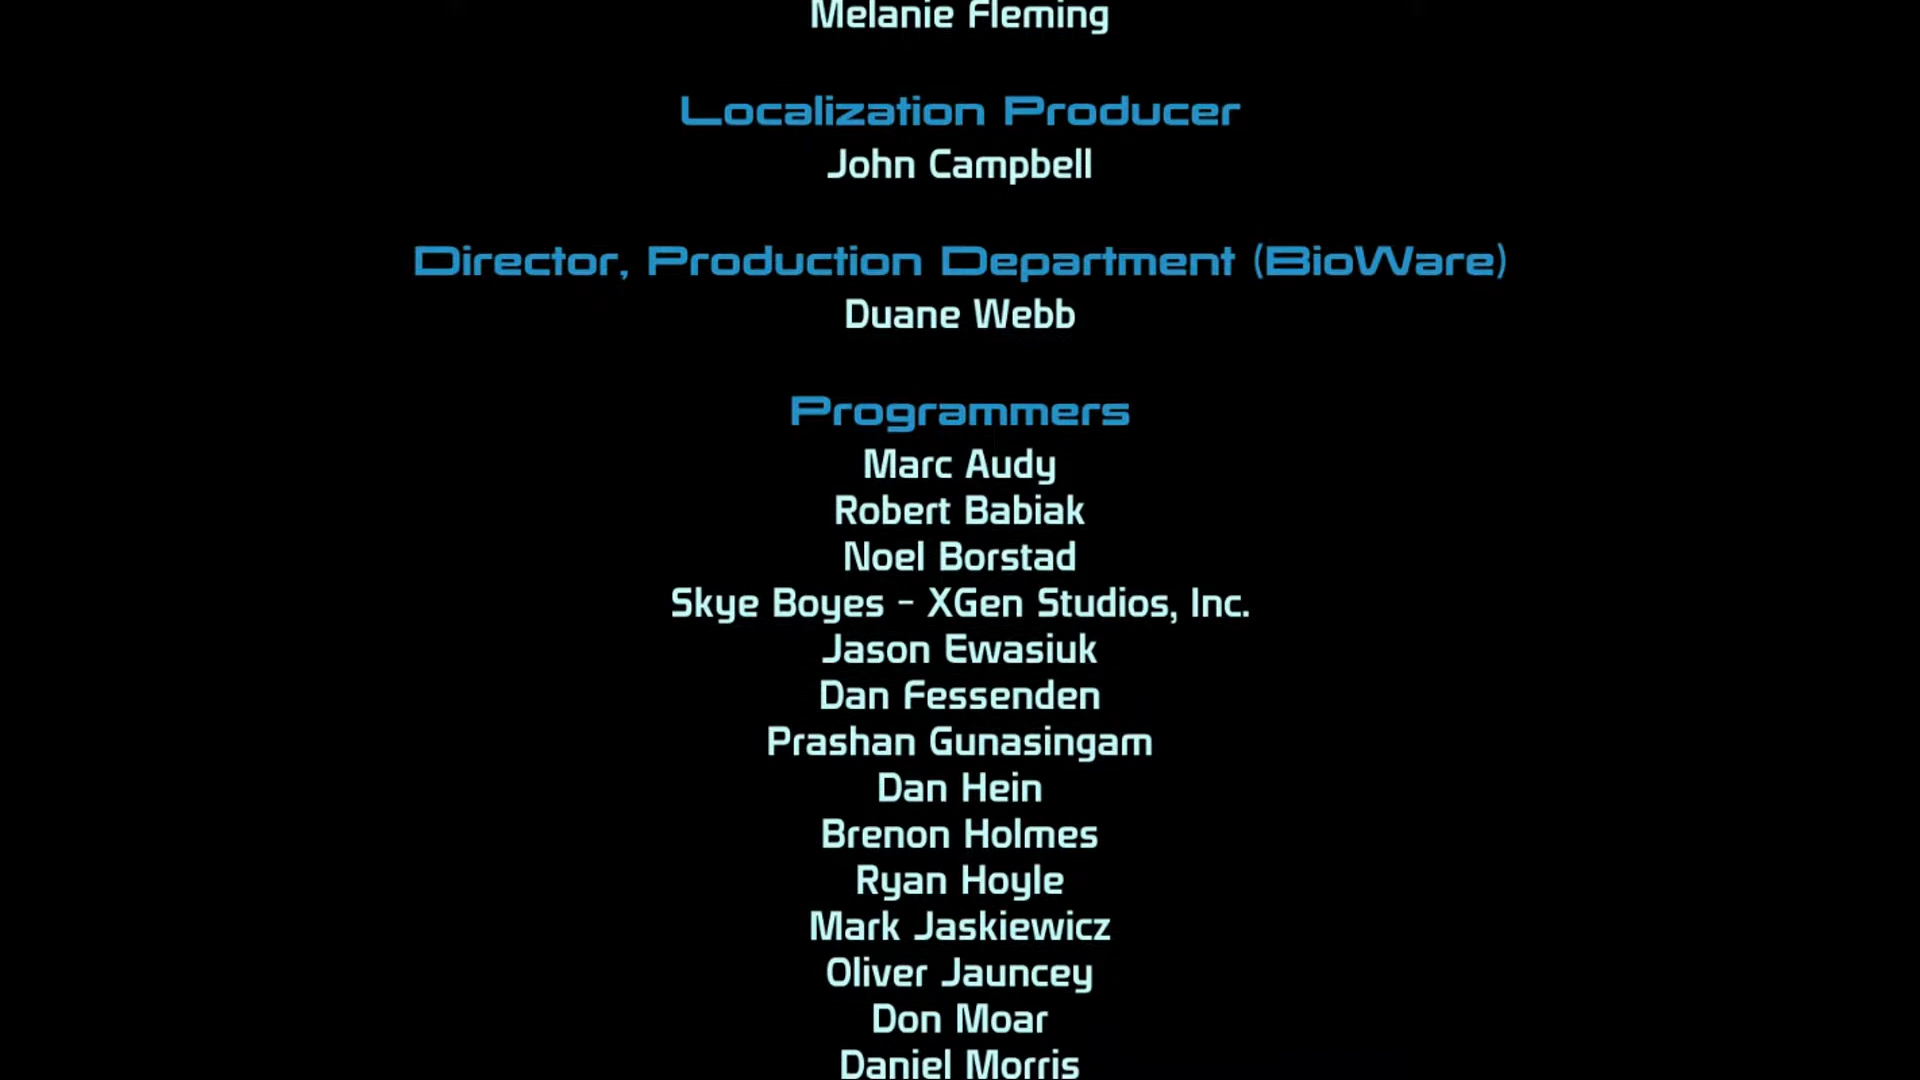 Melanie Fleming
Localization Producer
John Campbell
Director, Production Department (BioWare)
Duane Webb
Programmers
Marc Audy
Robert Babiak
Noel Borstad
Skye Boyes - XGen Studios, Inc.
Jason Ewasiuk
Dan Fessenden
Prashan Gunasingam
Dan Hein
Brenon Holmes
Ryan Hoyle
Mark Jaskiewicz
Oliver Jauncey
Don Moar
Daniel Morris